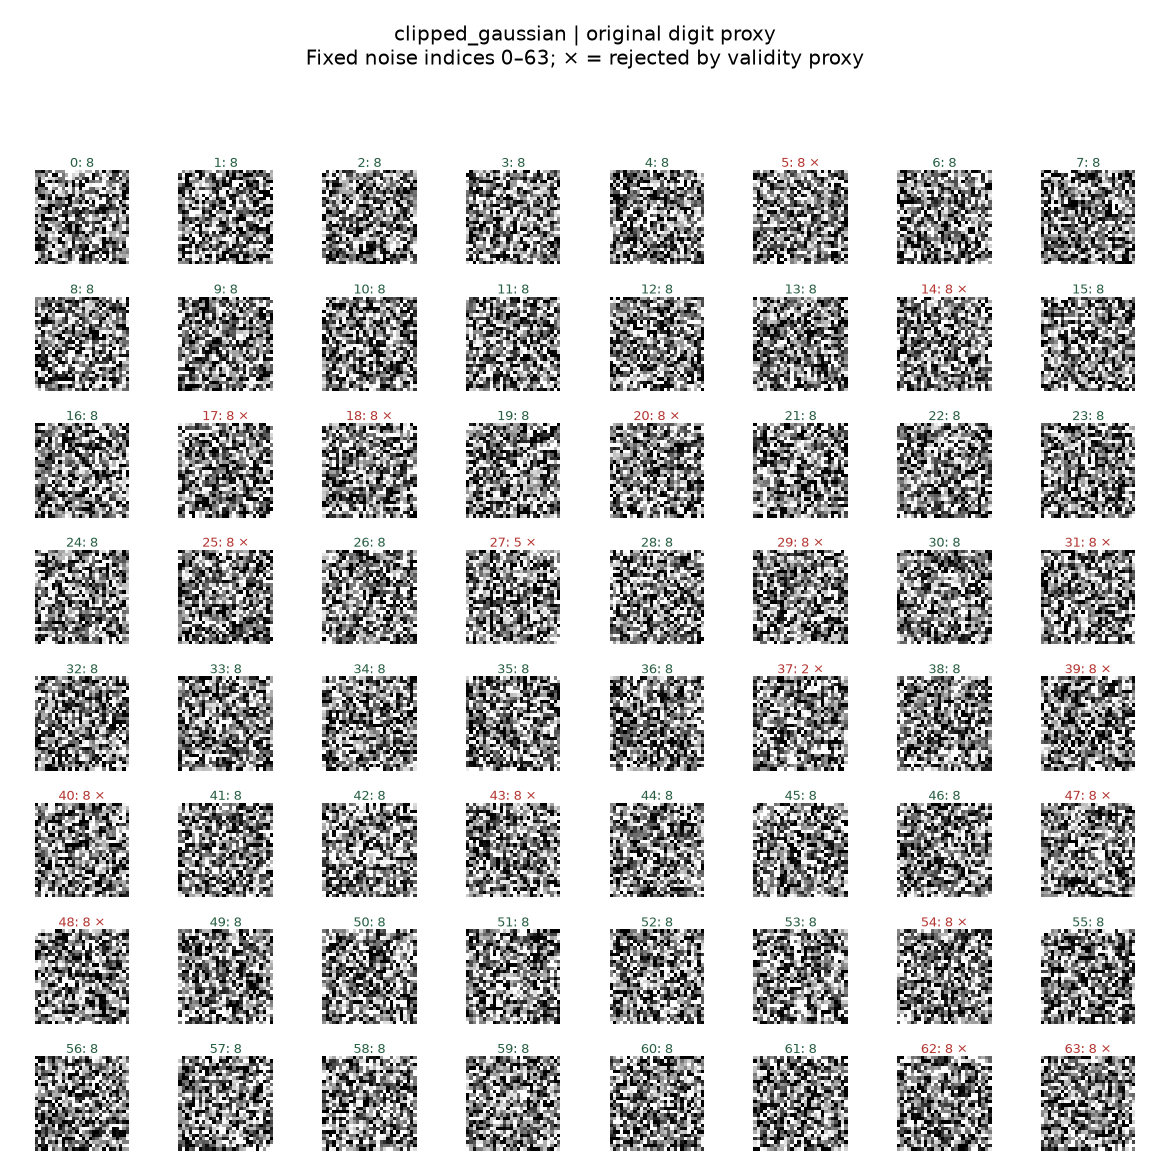 clipped_gaussian | original digit proxy
Fixed noise indices 0–63; × = rejected by validity proxy
0: 8 1: 8 2: 8 3: 8 4: 8 5: 8 × 6: 8 7: 8
8: 8 9: 8 10: 8 11: 8 12: 8 13: 8 14: 8 × 15: 8
16: 8 17: 8 × 18: 8 × 19: 8 20: 8 × 21: 8 22: 8 23: 8
24: 8 25: 8 × 26: 8 27: 5 × 28: 8 29: 8 × 30: 8 31: 8 ×
32: 8 33: 8 34: 8 35: 8 36: 8 37: 2 × 38: 8 39: 8 ×
40: 8 × 41: 8 42: 8 43: 8 × 44: 8 45: 8 46: 8 47: 8 ×
48: 8 × 49: 8 50: 8 51: 8 52: 8 53: 8 54: 8 × 55: 8
56: 8 57: 8 58: 8 59: 8 60: 8 61: 8 62: 8 × 63: 8 ×